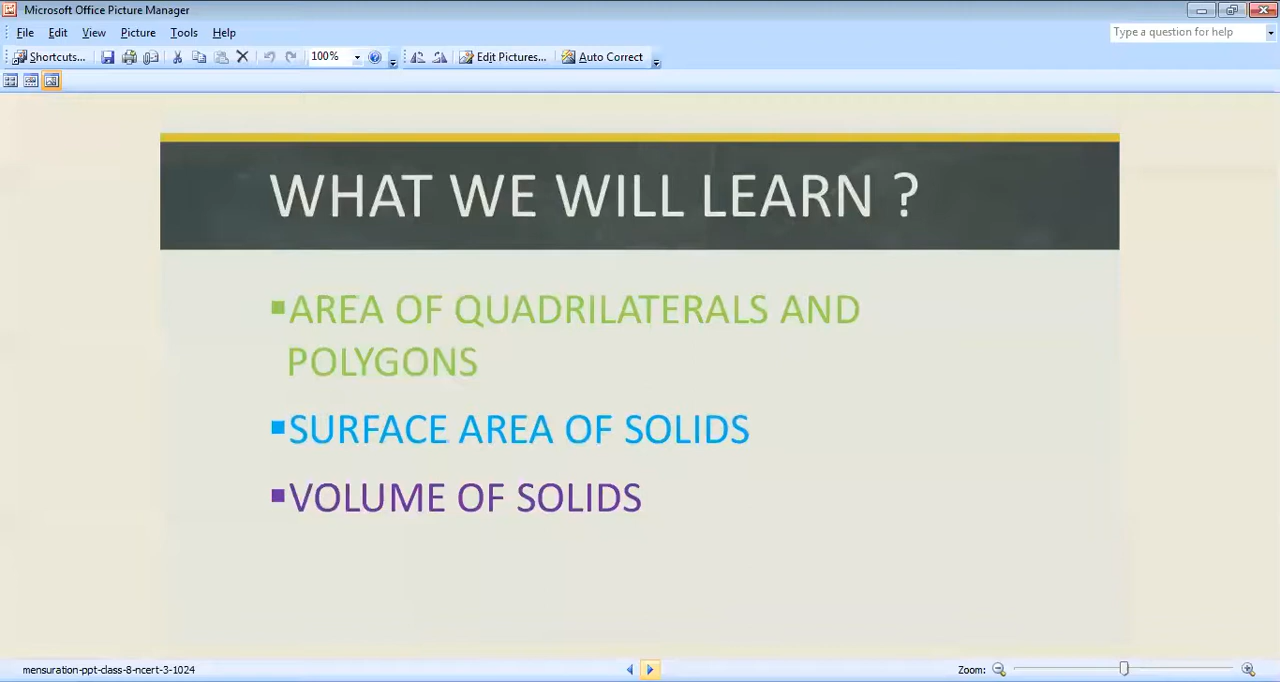 Microsoft Office Picture Manager
File Edit View Picture Tools Help
Type a question for help
Shortcuts... 100% Edit Pictures... Auto Correct
WHAT WE WILL LEARN ?
▪AREA OF QUADRILATERALS AND
POLYGONS
▪SURFACE AREA OF SOLIDS
▪VOLUME OF SOLIDS
mensuration-ppt-class-8-ncert-3-1024
Zoom: